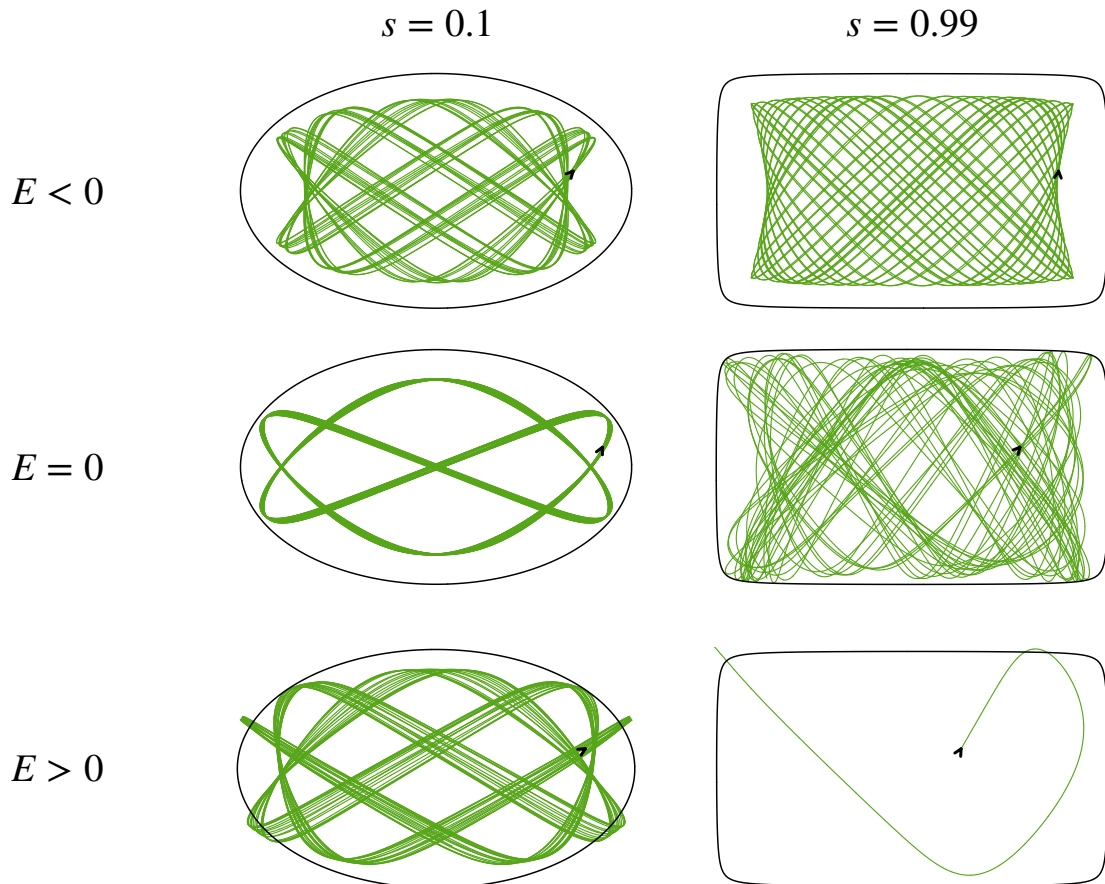 s = 0.1
s = 0.99
E < 0
E = 0
E > 0